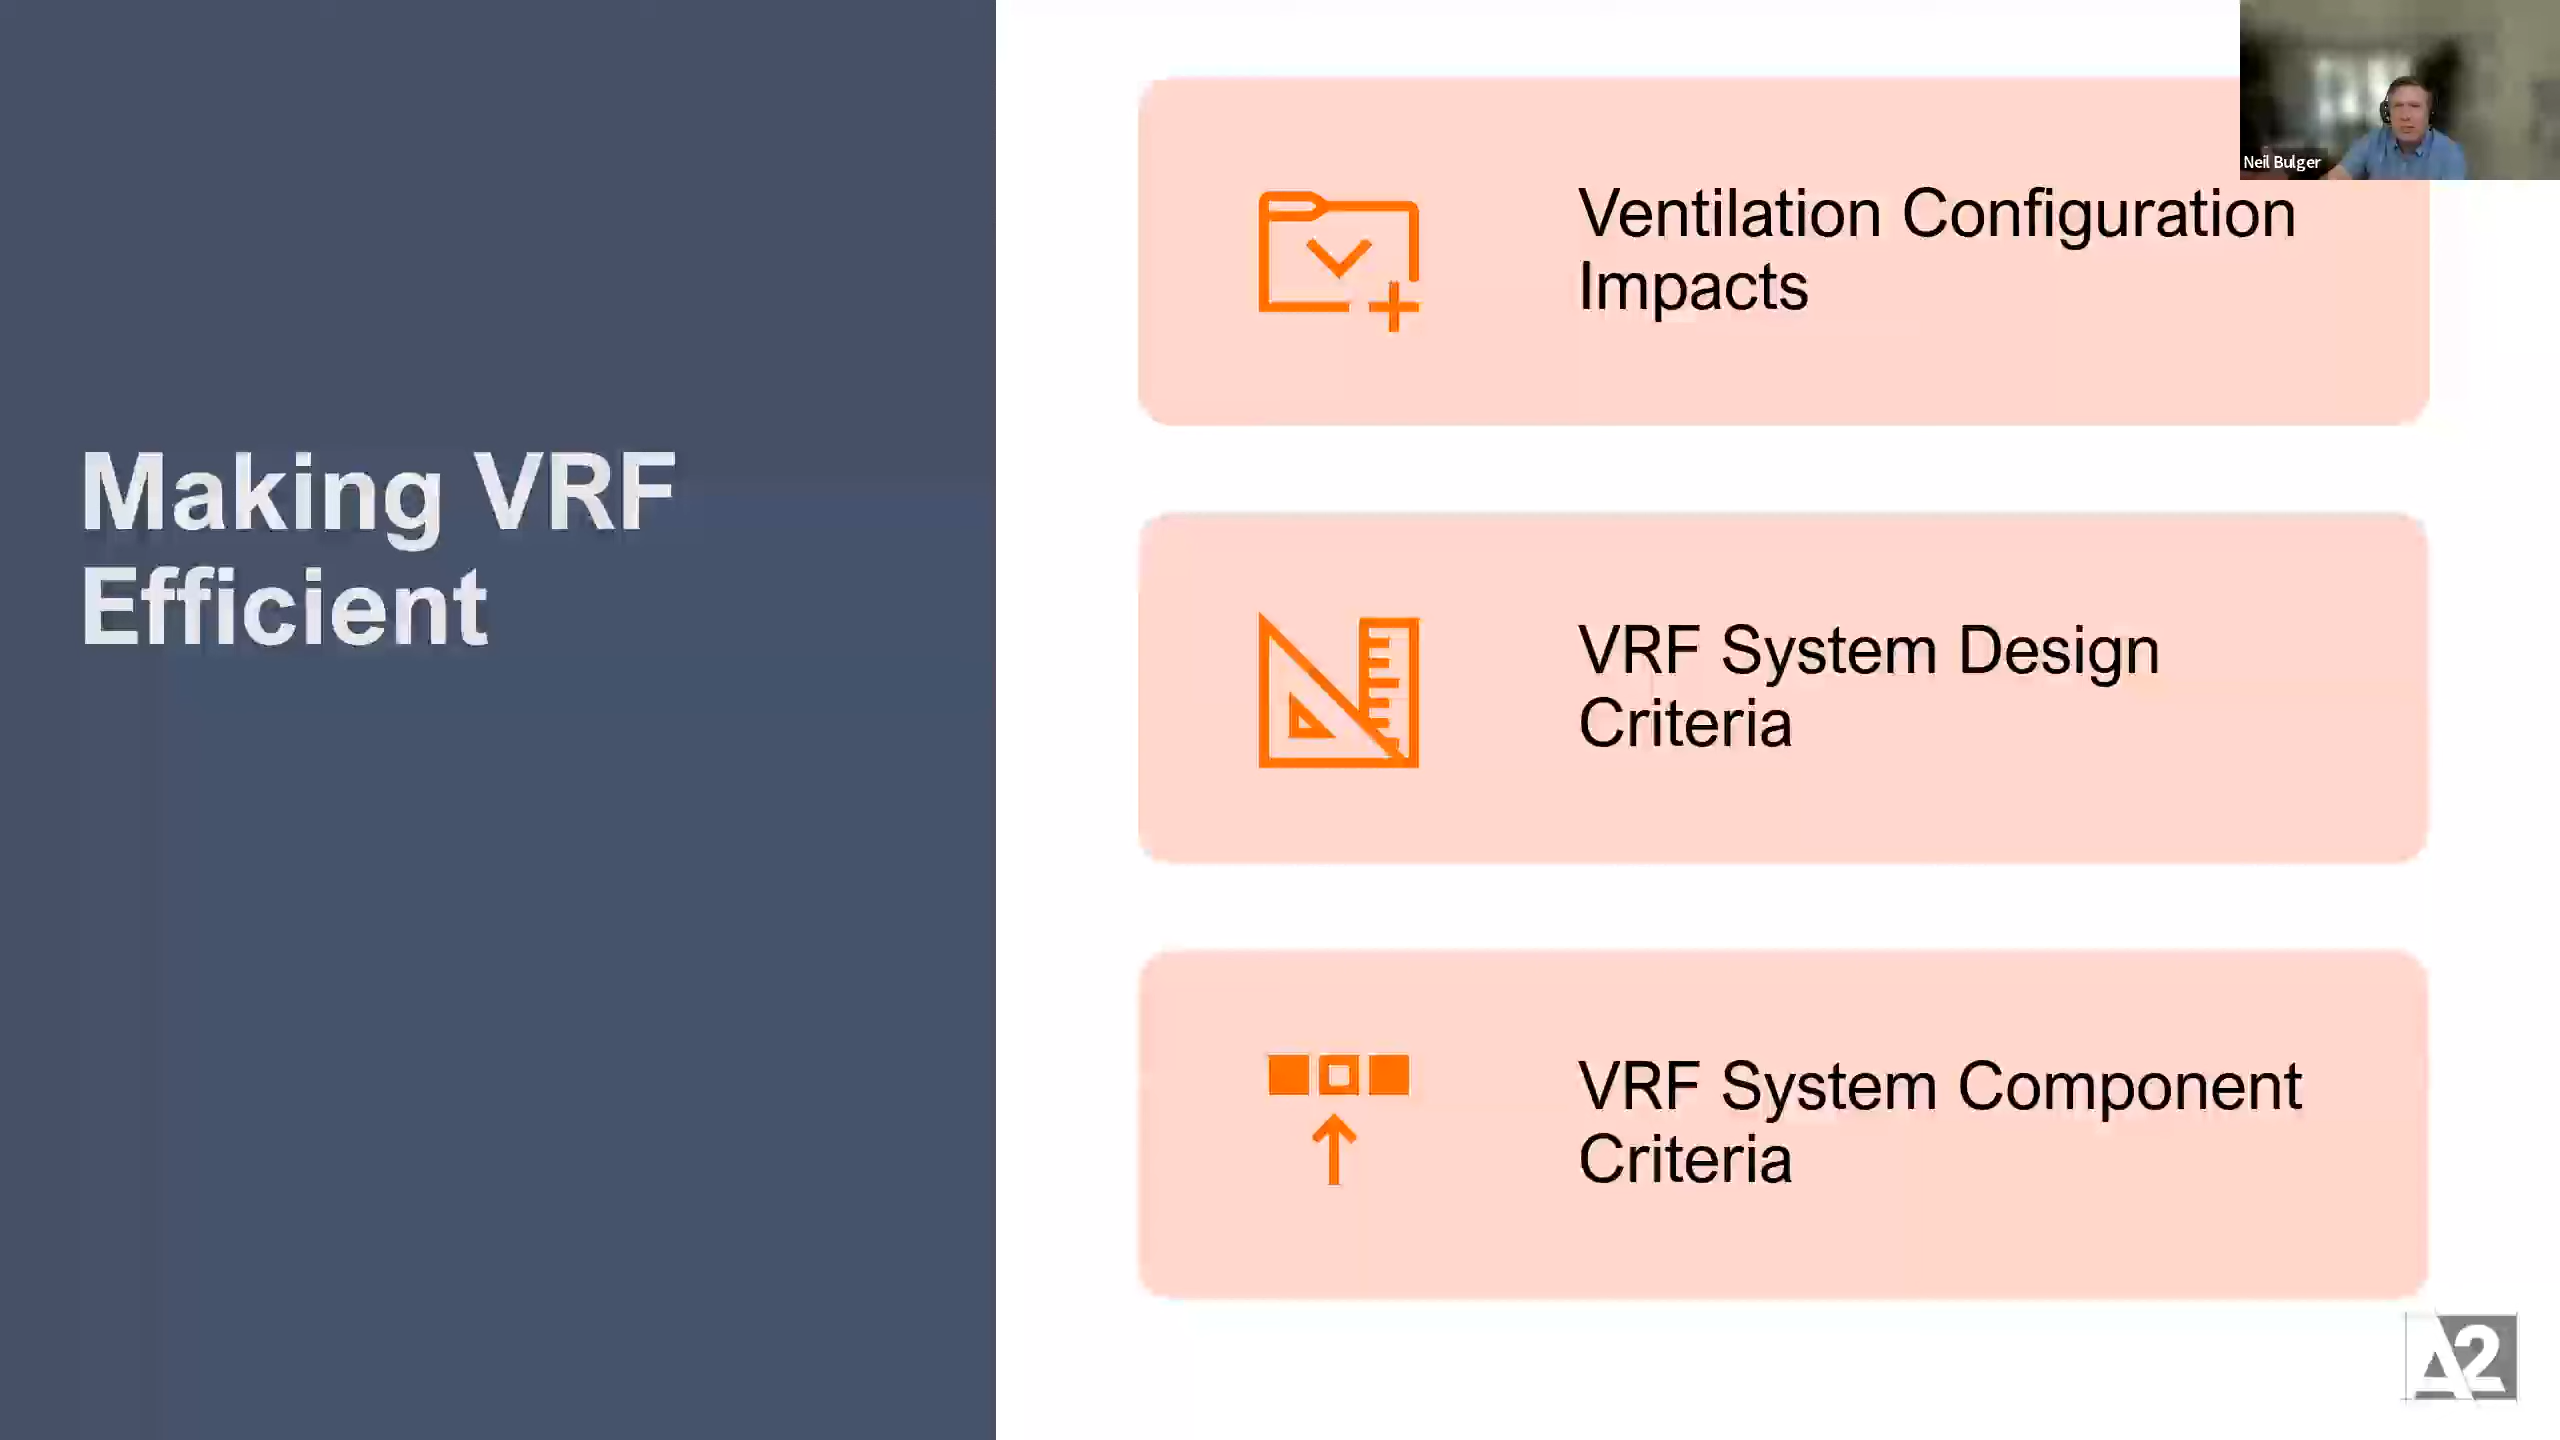 Making VRF
Efficient
Ventilation Configuration
Impacts
VRF System Design
Criteria
VRF System Component
Criteria
Neil Bulger
A2